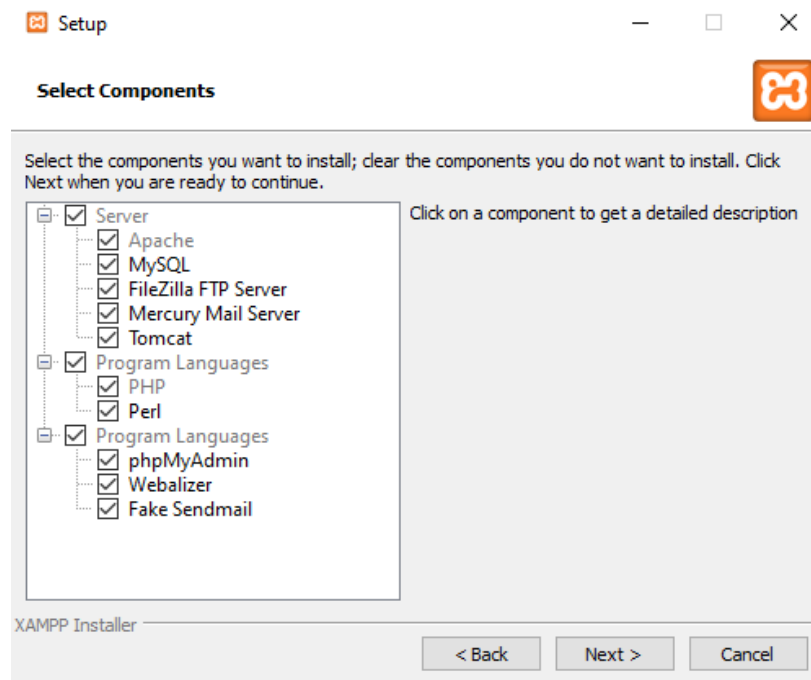 Setup
Select Components
Select the components you want to install; clear the components you do not want to install. Click
Next when you are ready to continue.
Server
Apache
MySQL
FileZilla FTP Server
Mercury Mail Server
Tomcat
Program Languages
PHP
Perl
Program Languages
phpMyAdmin
Webalizer
Fake Sendmail
Click on a component to get a detailed description
XAMPP Installer
< Back
Next >
Cancel